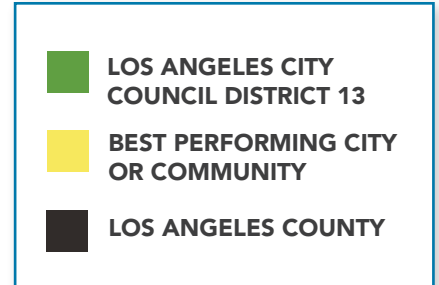 LOS ANGELES CITY
COUNCIL DISTRICT 13
BEST PERFORMING CITY
OR COMMUNITY
LOS ANGELES COUNTY